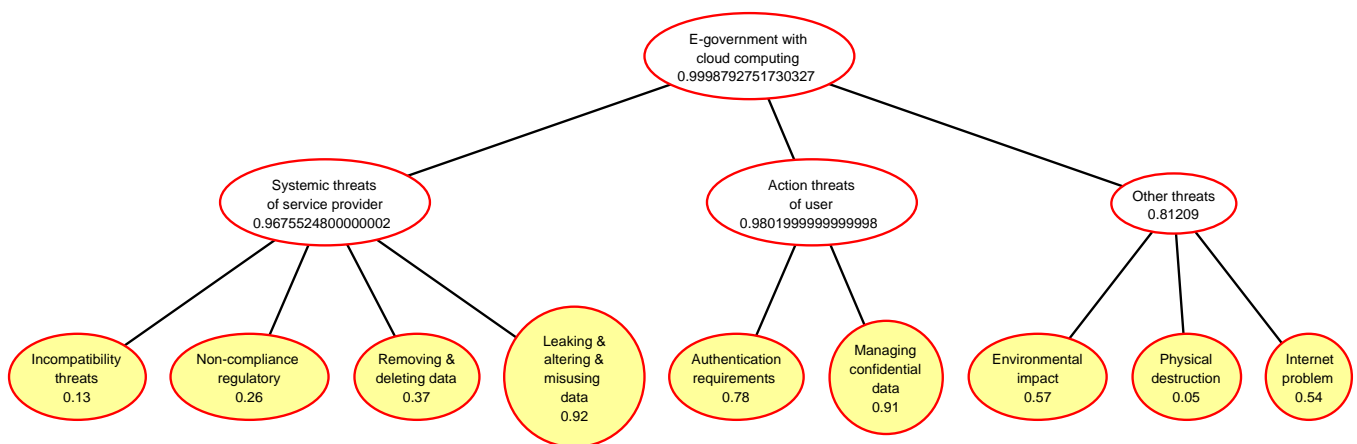 E-government with
cloud computing
0.9998792751730327
Systemic threats
of service provider
0.9675524800000002
Action threats
of user
0.9801999999999998
Other threats
0.81209
Incompatibility
threats
0.13
Non-compliance
regulatory
0.26
Removing &
deleting data
0.37
Leaking &
altering &
misusing
data
0.92
Authentication
requirements
0.78
Managing
confidential
data
0.91
Environmental
impact
0.57
Physical
destruction
0.05
Internet
problem
0.54